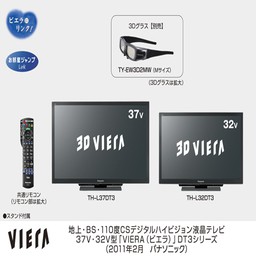 ビエラ
リンク!
お部屋ジャンプ
リンク
3Dグラス【別売】
TY-EW3D2MW (Mサイズ)
(3Dグラスは拡大)
37V
32V
3D VIERA
3D VIERA
共通リモコン
(リモコン部は拡大)
TH-L37DT3
TH-L32DT3
●スタンド付属
VIERA
地上・BS・110度CSデジタルハイビジョン液晶テレビ
37V・32V型「VIERA(ビエラ)」DT3シリーズ
(2011年2月 パナソニック)